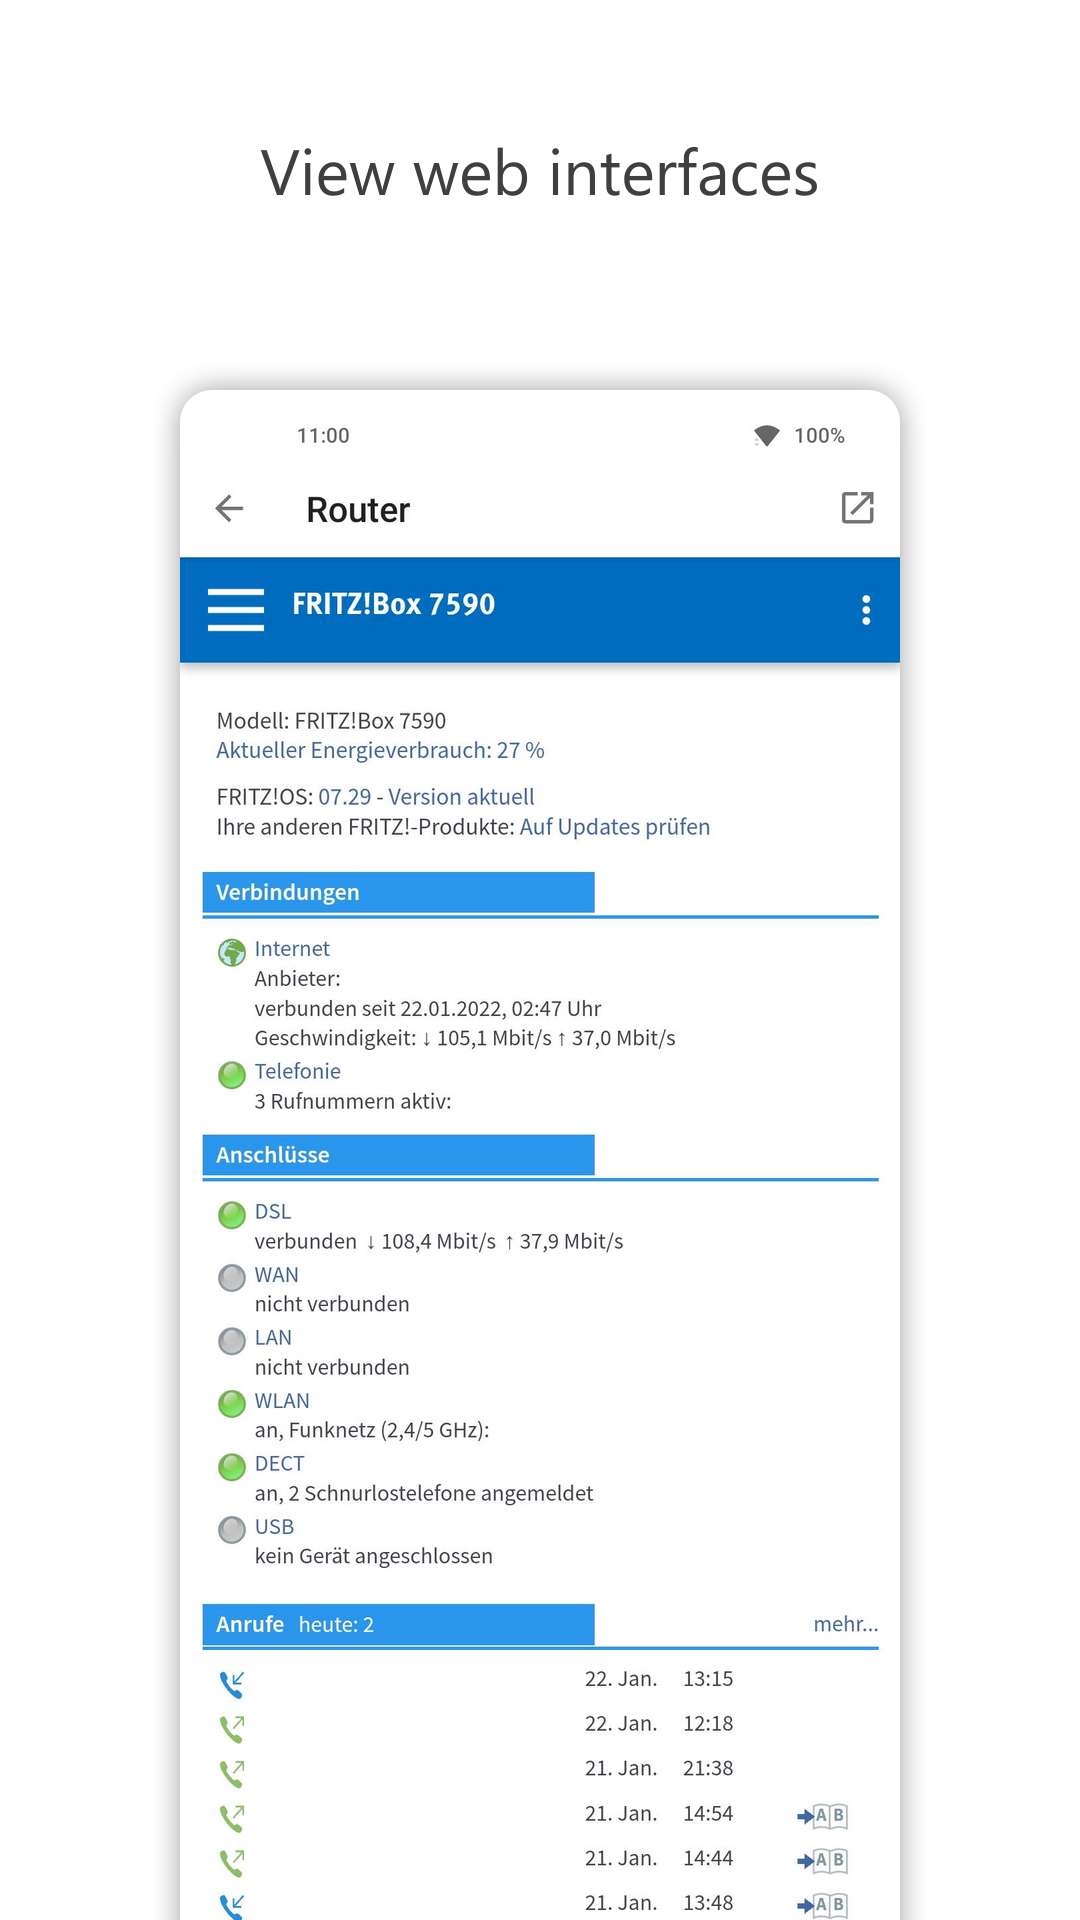 View web interfaces
11:00 100%
Router
FRITZ!Box 7590
Modell: FRITZ!Box 7590
Aktueller Energieverbrauch: 27 %
FRITZ!OS: 07.29 - Version aktuell
Ihre anderen FRITZ!-Produkte: Auf Updates prüfen
Verbindungen
Internet
Anbieter:
verbunden seit 22.01.2022, 02:47 Uhr
Geschwindigkeit: ↓ 105,1 Mbit/s ↑ 37,0 Mbit/s
Telefonie
3 Rufnummern aktiv:
Anschlüsse
DSL
verbunden ↓ 108,4 Mbit/s ↑ 37,9 Mbit/s
WAN
nicht verbunden
LAN
nicht verbunden
WLAN
an, Funknetz (2,4/5 GHz):
DECT
an, 2 Schnurlostelefone angemeldet
USB
kein Gerät angeschlossen
Anrufe heute: 2 mehr...
22. Jan. 13:15
22. Jan. 12:18
21. Jan. 21:38
21. Jan. 14:54 A B
21. Jan. 14:44 A B
21. Jan. 13:48 A B